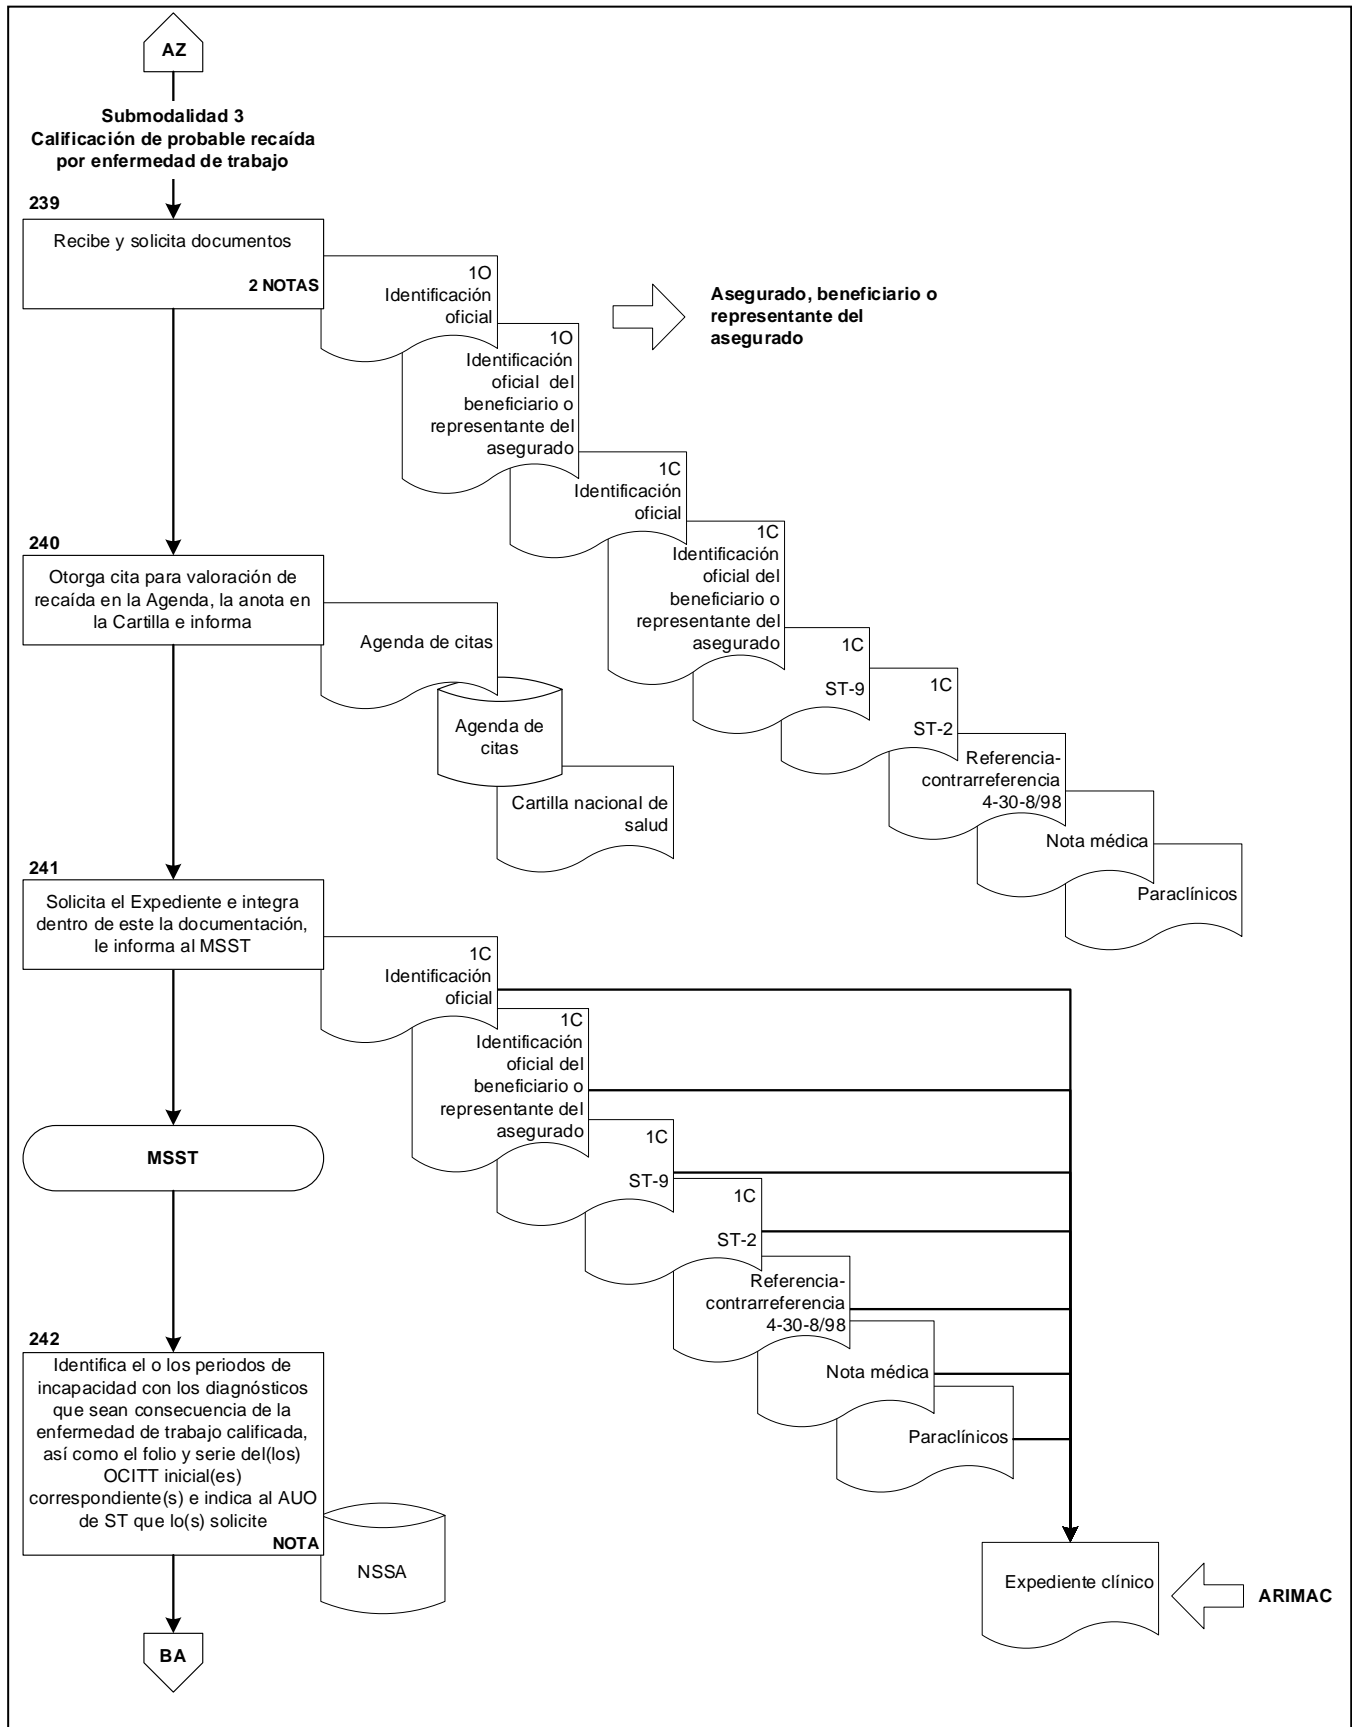 AZ
Submodalidad 3
Calificación de probable recaída
por enfermedad de trabajo
239
Recibe y solicita documentos
2 NOTAS
1O
Identificación
oficial
Asegurado, beneficiario o
representante del
asegurado
1O
Identificación
oficial del
beneficiario o
representante del
asegurado
1C
Identificación
oficial
1C
Identificación
oficial del
beneficiario o
representante del
asegurado
1C
ST-9
1C
ST-2
Referencia-
contrarreferencia
4-30-8/98
Nota médica
Paraclínicos
240
Otorga cita para valoración de
recaída en la Agenda, la anota en
la Cartilla e informa
Agenda de citas
Agenda de
citas
Cartilla nacional de
salud
241
Solicita el Expediente e integra
dentro de este la documentación,
le informa al MSST
1C
Identificación
oficial
1C
Identificación
oficial del
beneficiario o
representante del
asegurado
1C
ST-9
1C
ST-2
Referencia-
contrarreferencia
4-30-8/98
Nota médica
Paraclínicos
MSST
242
Identifica el o los periodos de
incapacidad con los diagnósticos
que sean consecuencia de la
enfermedad de trabajo calificada,
así como el folio y serie del(los)
OCITT inicial(es)
correspondiente(s) e indica al AUO
de ST que lo(s) solicite
NOTA
NSSA
Expediente clínico
ARIMAC
BA